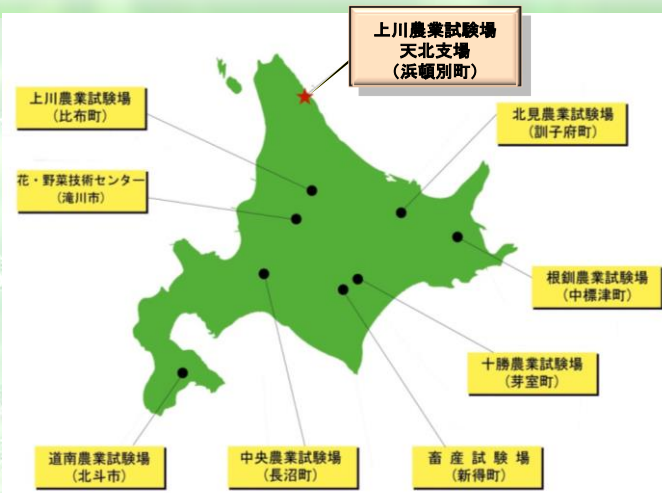 上川農業試験場
天北支場
（浜頓別町）
上川農業試験場
（比布町）
北見農業試験場
（訓子府町）
花・野菜技術センター
（滝川市）
根釧農業試験場
（中標津町）
十勝農業試験場
（芽室町）
道南農業試験場
（北斗市）
中央農業試験場
（長沼町）
畜 産 試 験 場
（新得町）